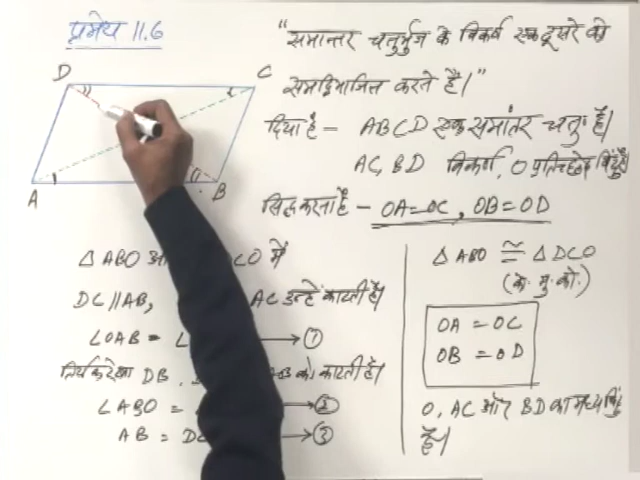 प्रमेय 11.6
"समान्तर चतुर्भुज के विकर्ण एक दूसरे को
समद्विभाजित करते हैं।"
D
C
A
B
दिया है - ABCD एक समांतर चतु॰ है।
AC, BD विकर्ण, O प्रतिच्छेद बिंदु है
सिद्ध करना है - OA = OC, OB = OD
Δ ABO CO में
DC // AB, AC उन्हें काटती है।
∠OAB = ∠ → ①
तिर्यक रेखा DB, को काटती है।
∠ABO = → ②
AB = DC → ③
Δ ABO ≅ Δ DCO
(को॰ भु॰ को॰)
OA = OC
OB = OD
O, AC और BD का मध्य बिंदु
है।